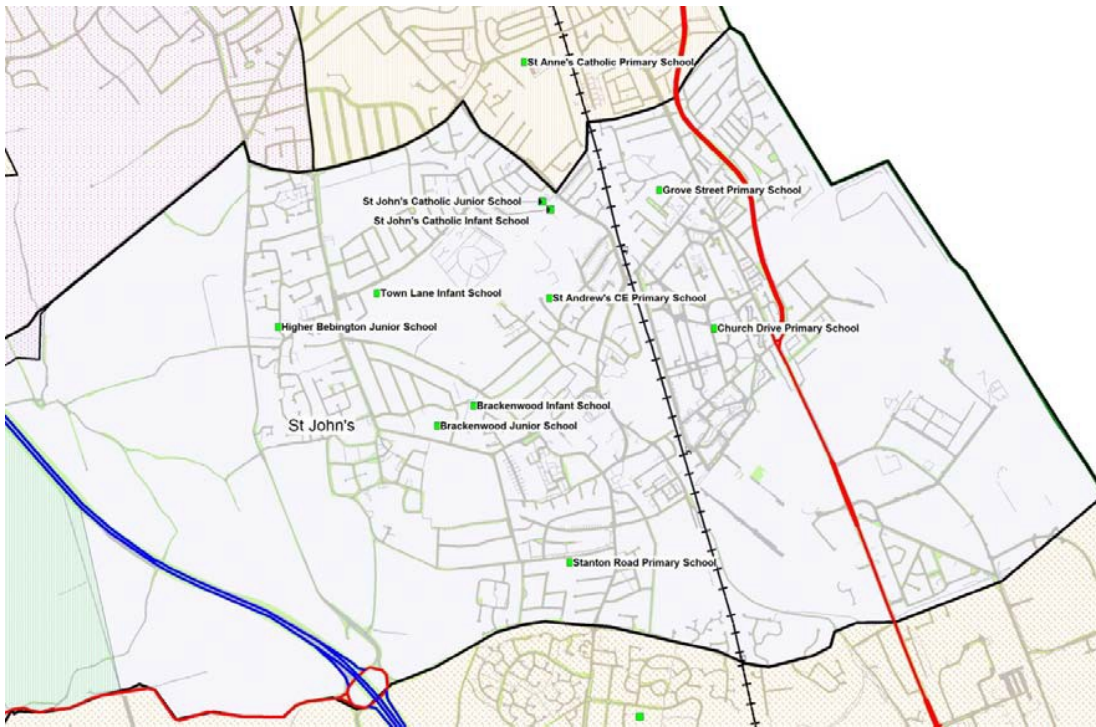 St Anne's Catholic Primary School
Grove Street Primary School
St John's Catholic Junior School
St John's Catholic Infant School
Town Lane Infant School
St Andrew's CE Primary School
Higher Bebington Junior School
Church Drive Primary School
Brackenwood Infant School
St John's
Brackenwood Junior School
Stanton Road Primary School